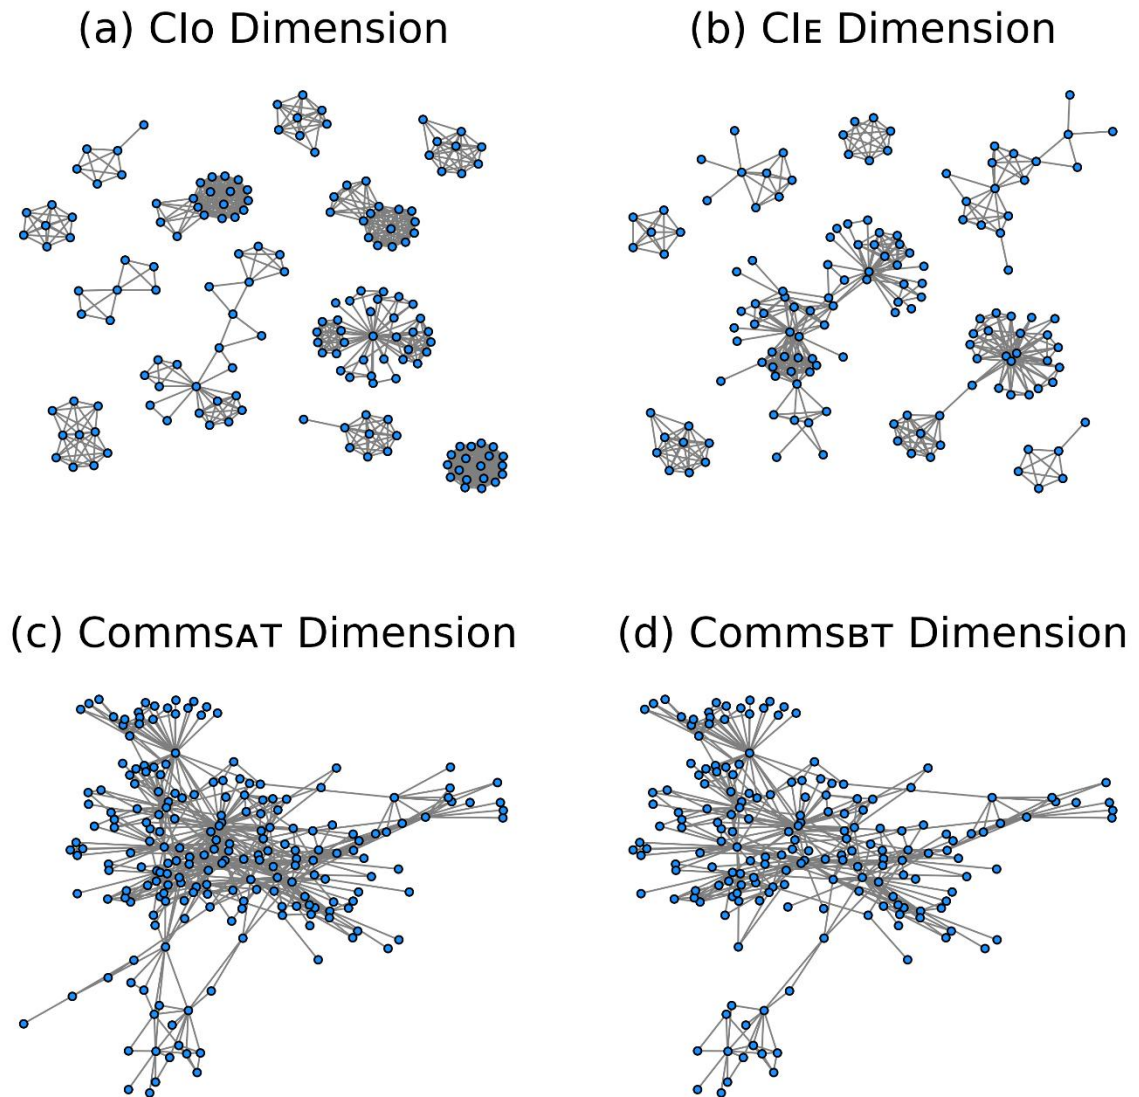 (a) CIO Dimension
(b) CIE Dimension
(c) CommsAT Dimension
(d) CommsBT Dimension